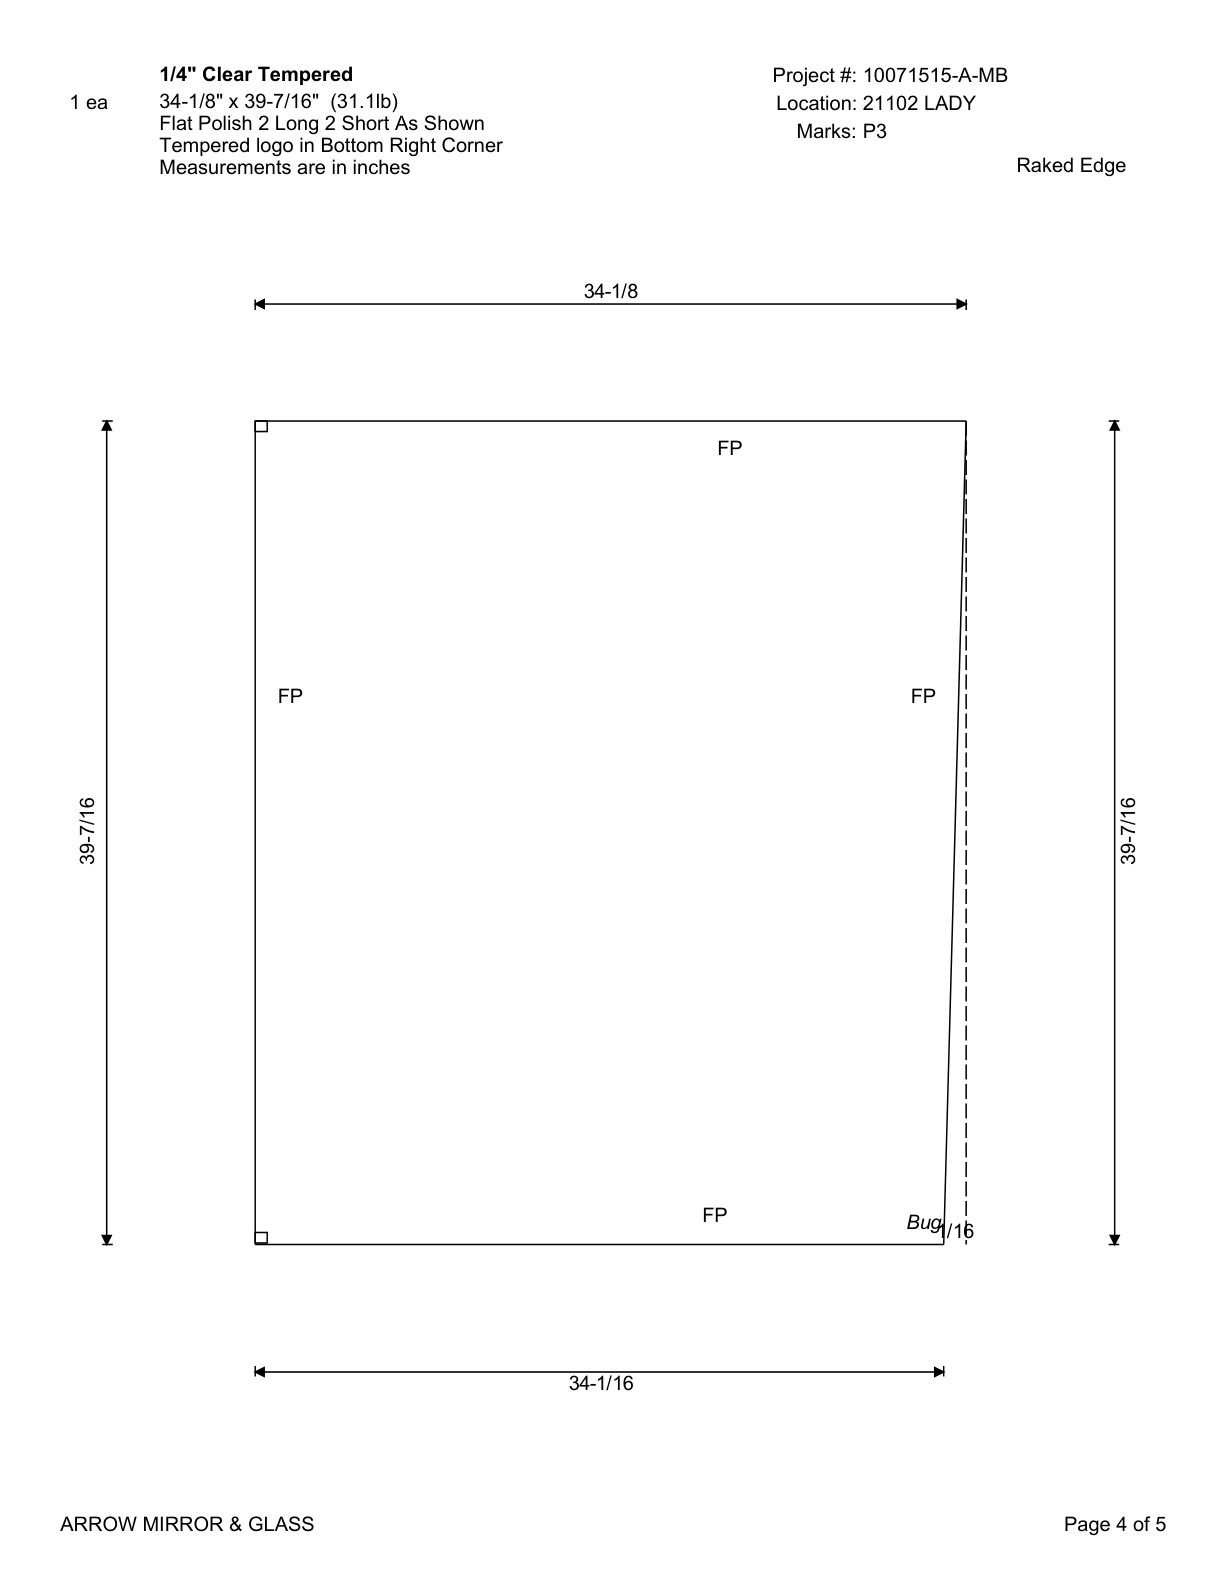 1/4" Clear Tempered
1 ea
34-1/8" x 39-7/16" (31.1lb)
Flat Polish 2 Long 2 Short As Shown
Tempered logo in Bottom Right Corner
Measurements are in inches
Project #: 10071515-A-MB
Location: 21102 LADY
Marks: P3
Raked Edge
34-1/8
FP
FP
FP
39-7/16
39-7/16
FP
Bug
1/16
34-1/16
ARROW MIRROR & GLASS
Page 4 of 5